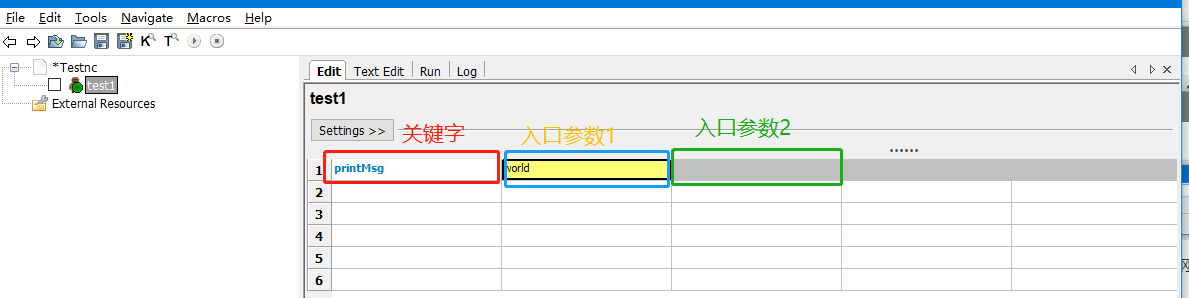 File Edit Tools Navigate Macros Help
K T
*Testnc
test1
External Resources
Edit Text Edit Run Log
test1
Settings >>
关键字 入口参数1 入口参数2
......
1 printMsg world
2
3
4
5
6